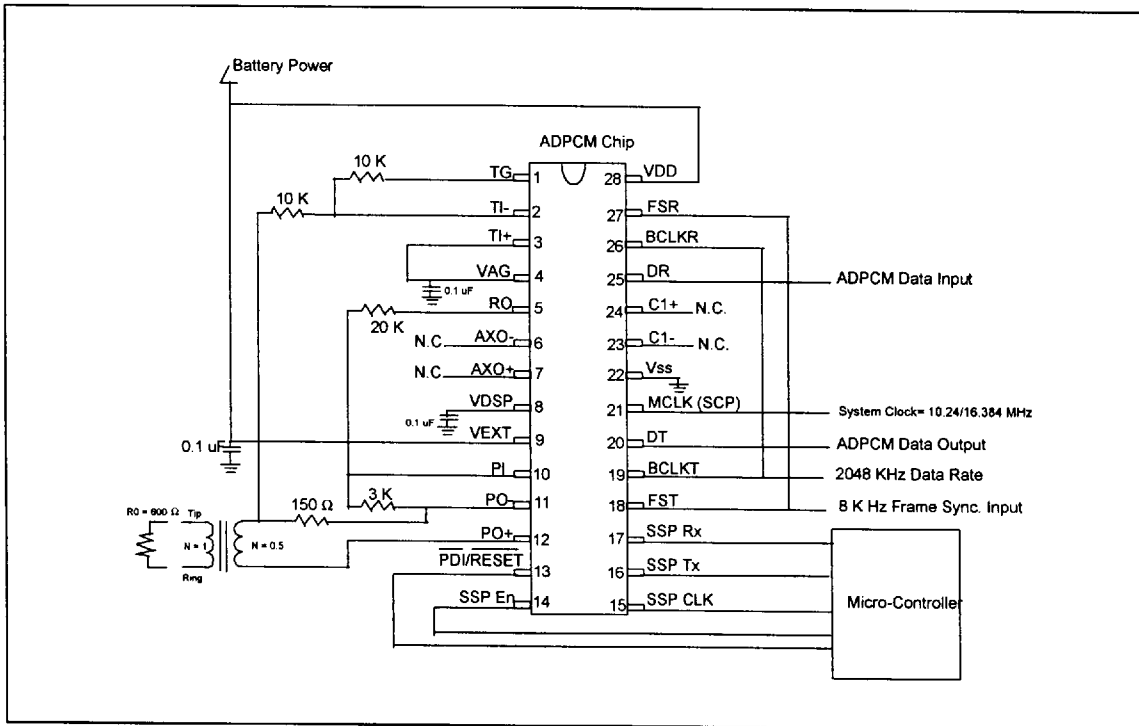 Battery Power
ADPCM Chip
10 K
TG
1
28
VDD
10 K
TI-
2
27
FSR
TI+
3
26
BCLKR
VAG
4
25
DR
ADPCM Data Input
0.1 uF
RO
5
24
C1+
N.C.
20 K
N.C
AXO-
6
23
C1-
N.C.
N.C
AXO+
7
22
Vss
VDSP
8
21
MCLK (SCP)
System Clock= 10.24/16.384 MHz
0.1 uF
VEXT
9
20
DT
ADPCM Data Output
0.1 uF
PI
10
19
BCLKT
2048 KHz Data Rate
3 K
PO-
11
18
FST
8 K Hz Frame Sync. Input
150 Ω
R0 = 600 Ω
Tip
N = 1
N = 0.5
Ring
PO+
12
17
SSP Rx
PDI/RESET
13
16
SSP Tx
SSP En
14
15
SSP CLK
Micro-Controller